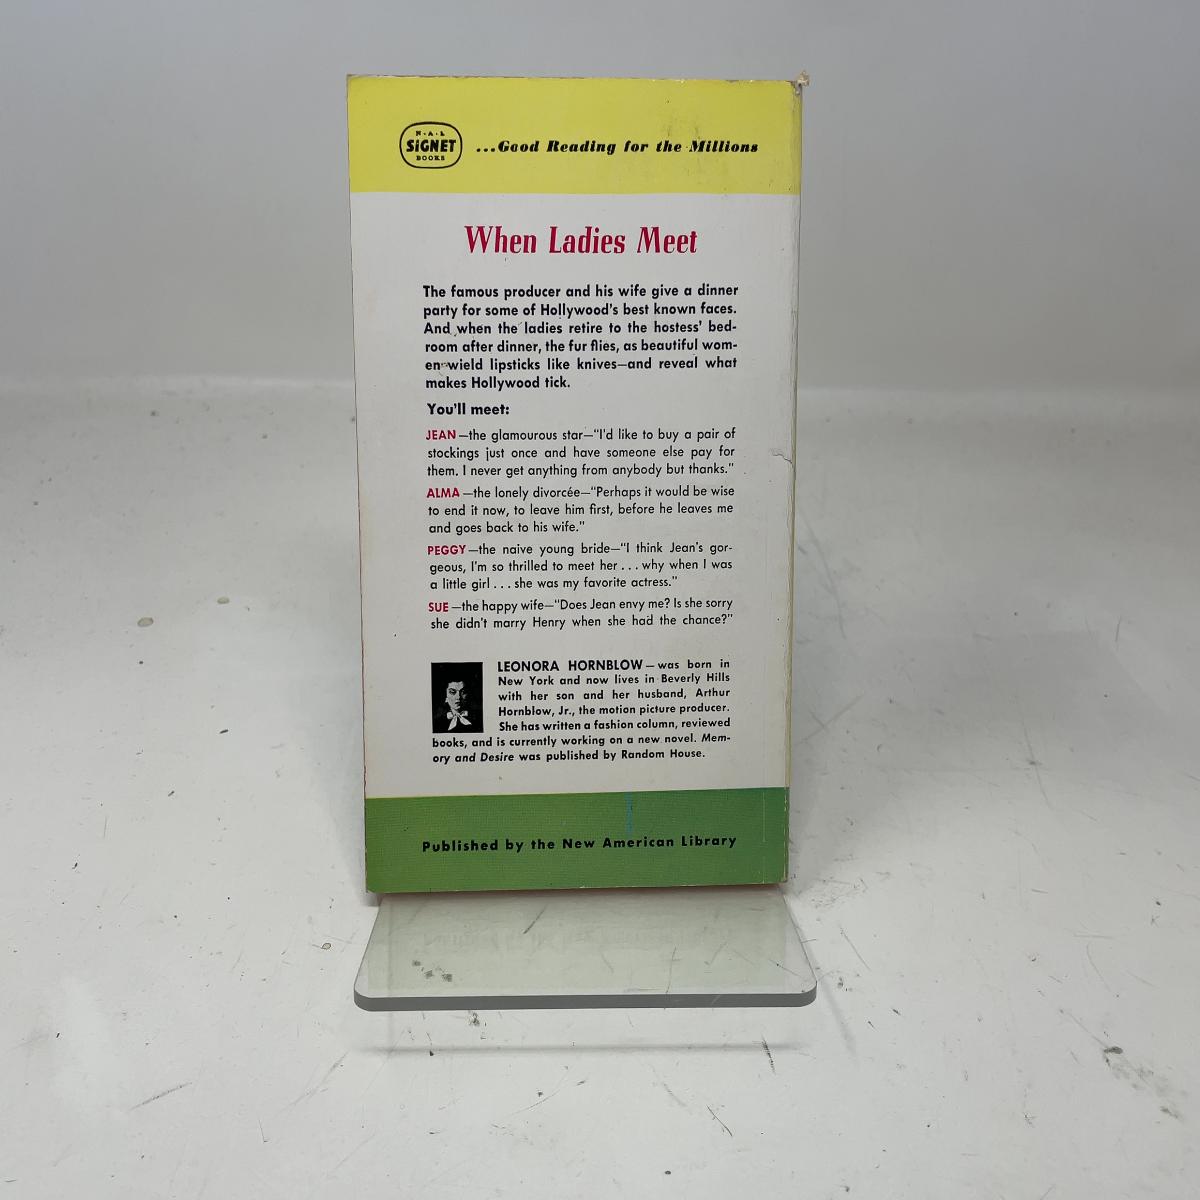 N·A·L
SIGNET
BOOKS
...Good Reading for the Millions
When Ladies Meet
The famous producer and his wife give a dinner
party for some of Hollywood's best known faces.
And when the ladies retire to the hostess' bed-
room after dinner, the fur flies, as beautiful wom-
en wield lipsticks like knives—and reveal what
makes Hollywood tick.
You'll meet:
JEAN—the glamourous star—"I'd like to buy a pair of
stockings just once and have someone else pay for
them. I never get anything from anybody but thanks."
ALMA—the lonely divorcée—"Perhaps it would be wise
to end it now, to leave him first, before he leaves me
and goes back to his wife."
PEGGY—the naive young bride—"I think Jean's gor-
geous, I'm so thrilled to meet her... why when I was
a little girl... she was my favorite actress."
SUE—the happy wife—"Does Jean envy me? Is she sorry
she didn't marry Henry when she had the chance?"
LEONORA HORNBLOW—was born in
New York and now lives in Beverly Hills
with her son and her husband, Arthur
Hornblow, Jr., the motion picture producer.
She has written a fashion column, reviewed
books, and is currently working on a new novel. Mem-
ory and Desire was published by Random House.
Published by the New American Library